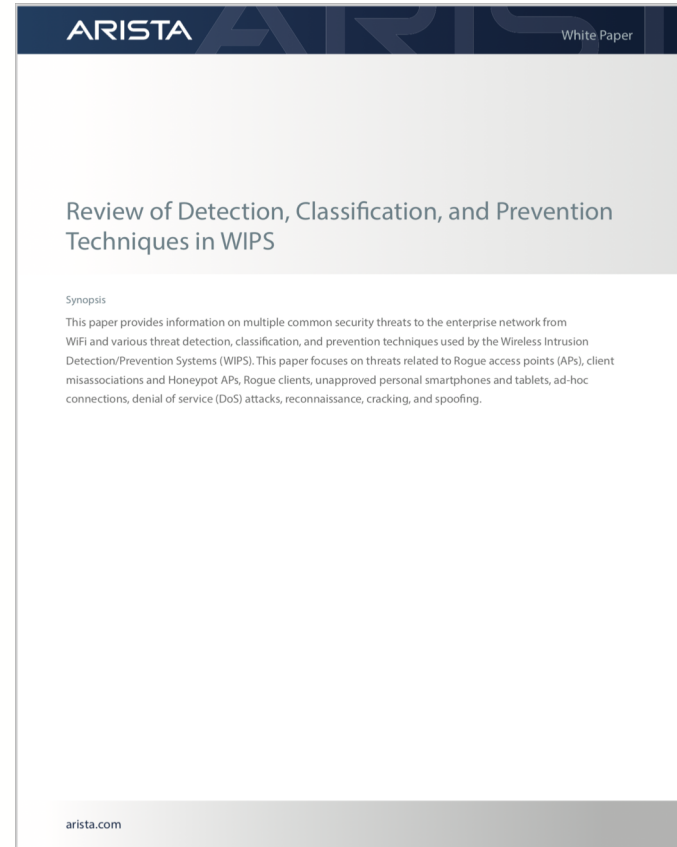 ARISTA
White Paper
Review of Detection, Classification, and Prevention
Techniques in WIPS
Synopsis
This paper provides information on multiple common security threats to the enterprise network from
WiFi and various threat detection, classification, and prevention techniques used by the Wireless Intrusion
Detection/Prevention Systems (WIPS). This paper focuses on threats related to Rogue access points (APs), client
misassociations and Honeypot APs, Rogue clients, unapproved personal smartphones and tablets, ad-hoc
connections, denial of service (DoS) attacks, reconnaissance, cracking, and spoofing.
arista.com